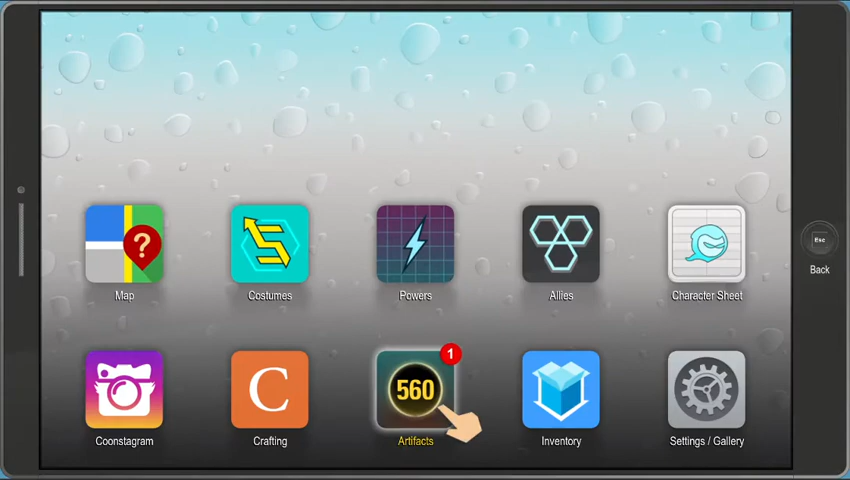 ?
Map
Costumes
Powers
Allies
Character Sheet
Esc
Back
Coonstagram
C
Crafting
560
1
Artifacts
Inventory
Settings / Gallery